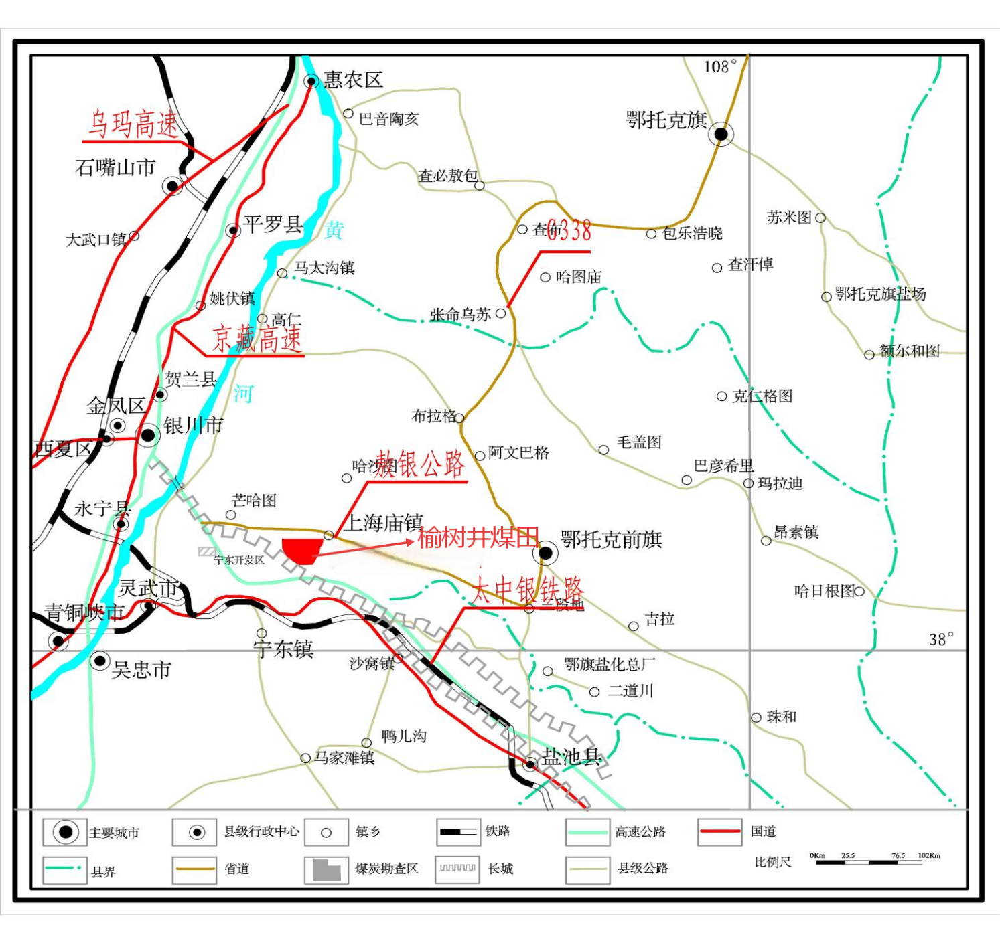 108°
惠农区
巴音陶亥
鄂托克旗
乌玛高速
石嘴山市
查必敖包
苏米图
平罗县
黄
大武口镇
查布
G338
包乐浩晓
马太沟镇
哈图庙
查汗倬
姚伏镇
鄂托克旗盐场
高仁
张命乌苏
京藏高速
额尔和图
贺兰县
河
克仁格图
金凤区
银川市
布拉格
西夏区
阿文巴格
毛盖图
哈沙图
敖银公路
巴彦希里
玛拉迪
永宁县
芒哈图
上海庙镇
榆树井煤田
鄂托克前旗
昂素镇
宁东开发区
灵武市
太中银铁路
哈日根图
青铜峡市
三段地
吉拉
38°
宁东镇
沙窝镇
鄂旗盐化总厂
吴忠市
二道川
珠和
鸭儿沟
马家滩镇
盐池县
主要城市
县级行政中心
镇乡
铁路
高速公路
国道
县界
省道
煤炭勘查区
长城
县级公路
比例尺
0Km 25.5 76.5 102Km